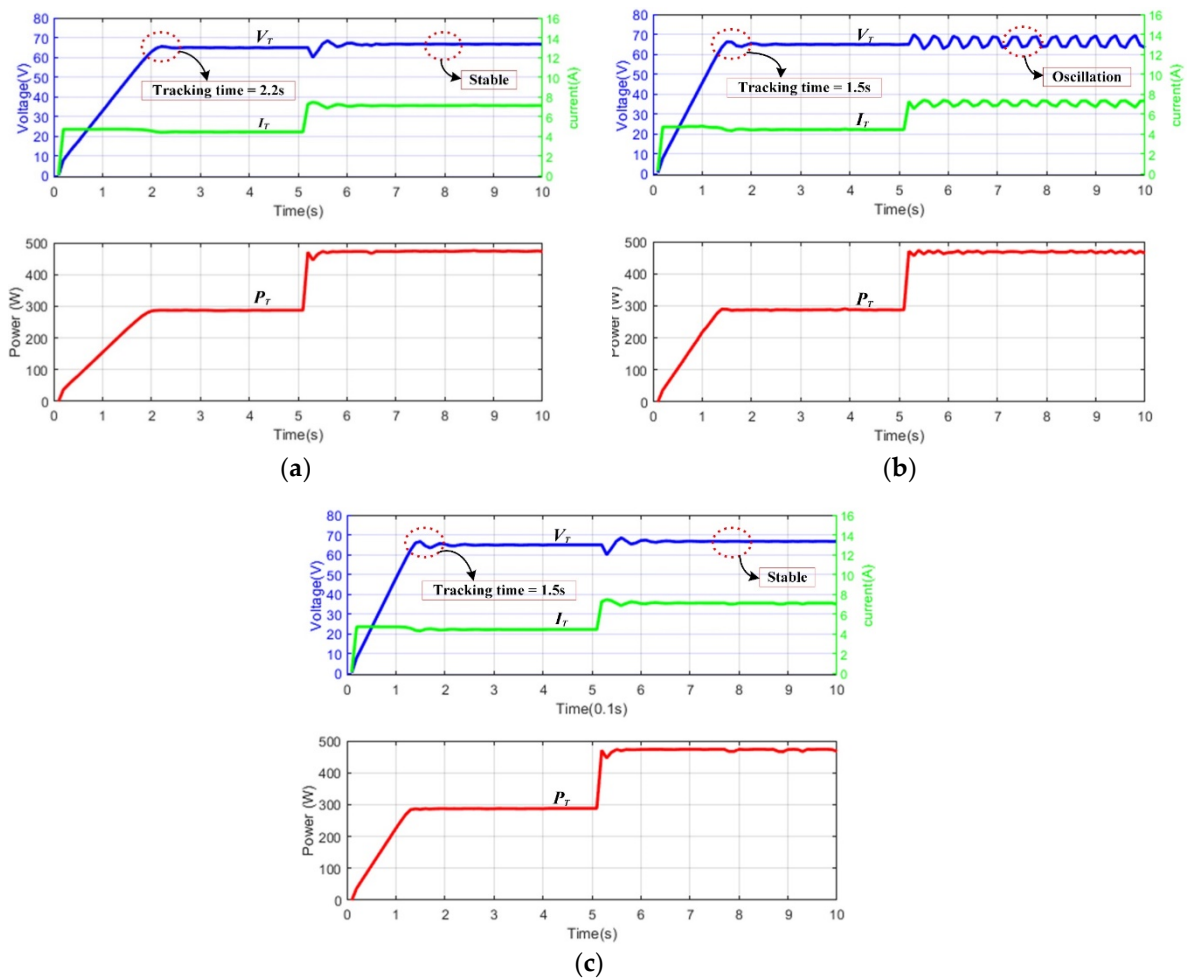 80
70
60
50
40
30
20
10
0
Voltage(V)
16
14
12
10
8
6
4
2
0
current(A)
V_T
Tracking time = 2.2s
Stable
I_T
0 1 2 3 4 5 6 7 8 9 10
Time(s)
500
400
300
200
100
0
Power (W)
P_T
0 1 2 3 4 5 6 7 8 9 10
Time(s)
(a)
80
70
60
50
40
30
20
10
0
Voltage(V)
16
14
12
10
8
6
4
2
0
current(A)
V_T
Tracking time = 1.5s
Oscillation
I_T
0 1 2 3 4 5 6 7 8 9 10
Time(s)
500
400
300
200
100
0
Power (W)
P_T
0 1 2 3 4 5 6 7 8 9 10
Time(s)
(b)
80
70
60
50
40
30
20
10
0
Voltage(V)
16
14
12
10
8
6
4
2
0
current(A)
V_T
Tracking time = 1.5s
Stable
I_T
0 1 2 3 4 5 6 7 8 9 10
Time(0.1s)
500
400
300
200
100
0
Power (W)
P_T
0 1 2 3 4 5 6 7 8 9 10
Time(s)
(c)